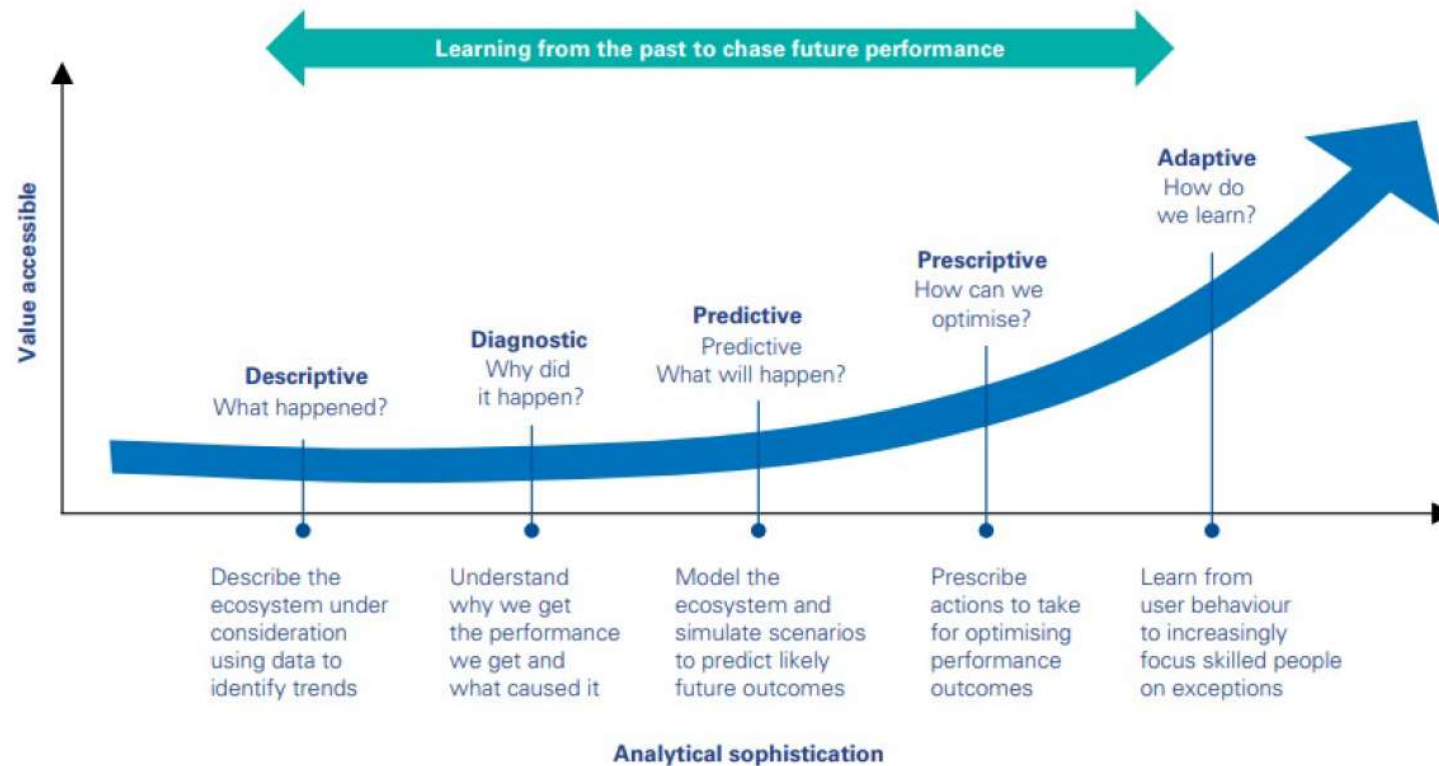 Learning from the past to chase future performance
Value accessible
Descriptive
What happened?
Diagnostic
Why did
it happen?
Predictive
Predictive
What will happen?
Prescriptive
How can we
optimise?
Adaptive
How do
we learn?
Describe the
ecosystem under
consideration
using data to
identify trends
Understand
why we get
the performance
we get and
what caused it
Model the
ecosystem and
simulate scenarios
to predict likely
future outcomes
Prescribe
actions to take
for optimising
performance
outcomes
Learn from
user behaviour
to increasingly
focus skilled people
on exceptions
Analytical sophistication